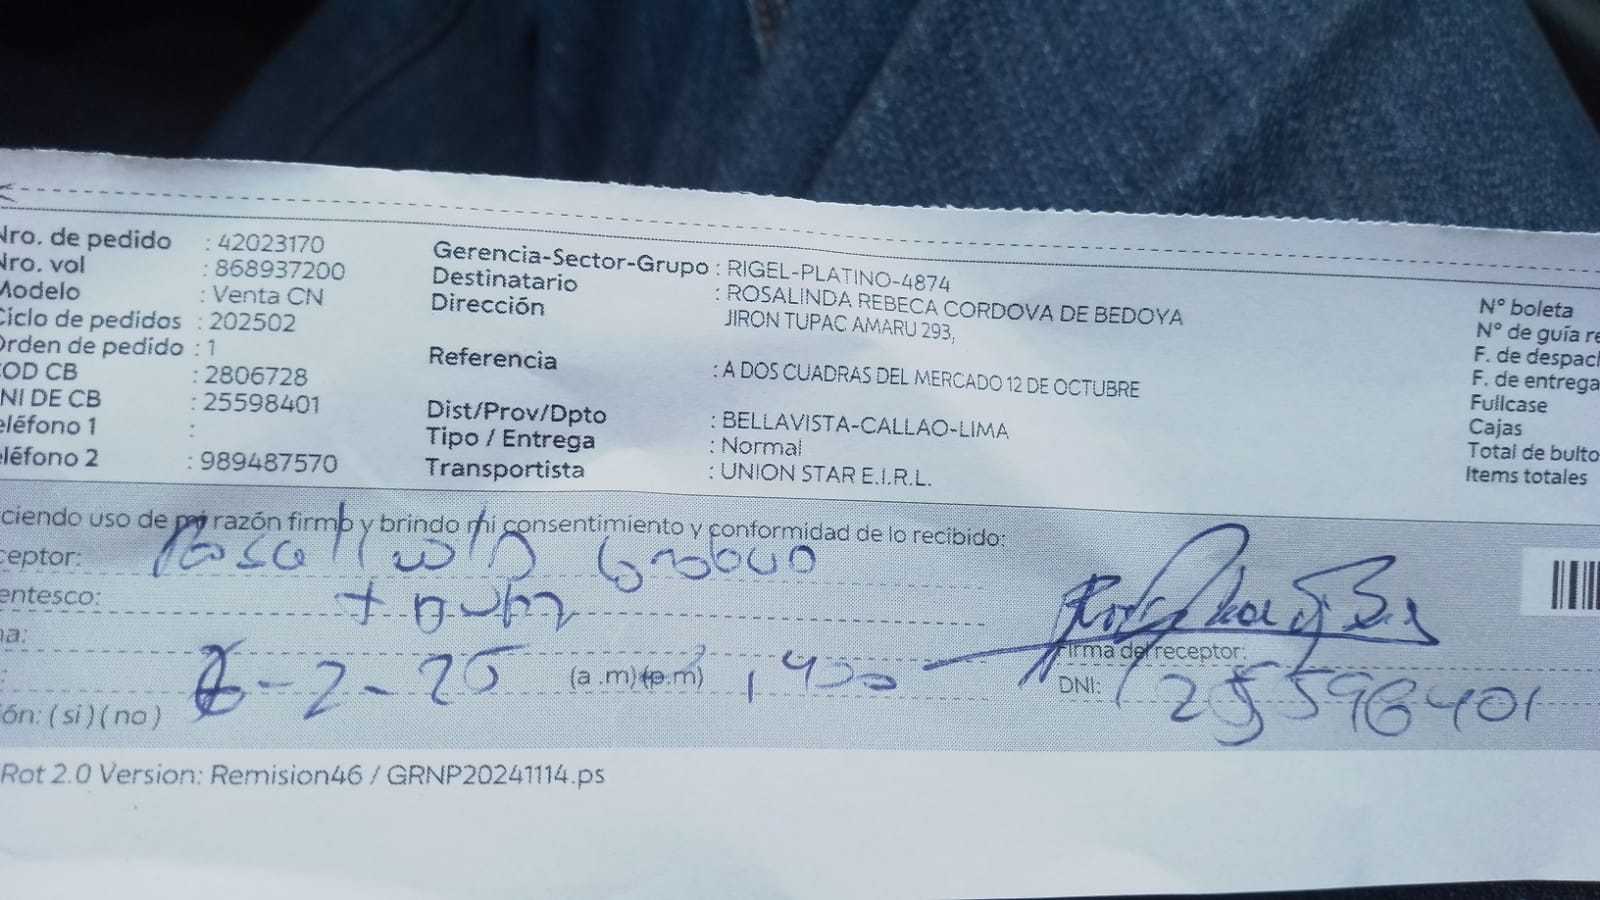 Nro. de pedido : 42023170
Nro. vol : 868937200
Modelo : Venta CN
Ciclo de pedidos : 202502
Orden de pedido : 1
COD CB : 2806728
NI DE CB : 25598401
eléfono 1 :
eléfono 2 : 989487570
Gerencia-Sector-Grupo : RIGEL-PLATINO-4874
Destinatario : ROSALINDA REBECA CORDOVA DE BEDOYA
Dirección JIRON TUPAC AMARU 293,
Referencia : A DOS CUADRAS DEL MERCADO 12 DE OCTUBRE
Dist/Prov/Dpto : BELLAVISTA-CALLAO-LIMA
Tipo / Entrega : Normal
Transportista : UNION STAR E.I.R.L.
N° boleta
N° de guía re
F. de despach
F. de entrega
Fullcase
Cajas
Total de bulto
Items totales
ciendo uso de mi razón firmo y brindo mi consentimiento y conformidad de lo recibido:
ceptor:
entesco:
na:
6-2-25 (a .m)(p.m)
Firma del receptor:
DNI: 25598401
ón: (si) (no)
Rot 2.0 Version: Remision46 / GRNP20241114.ps